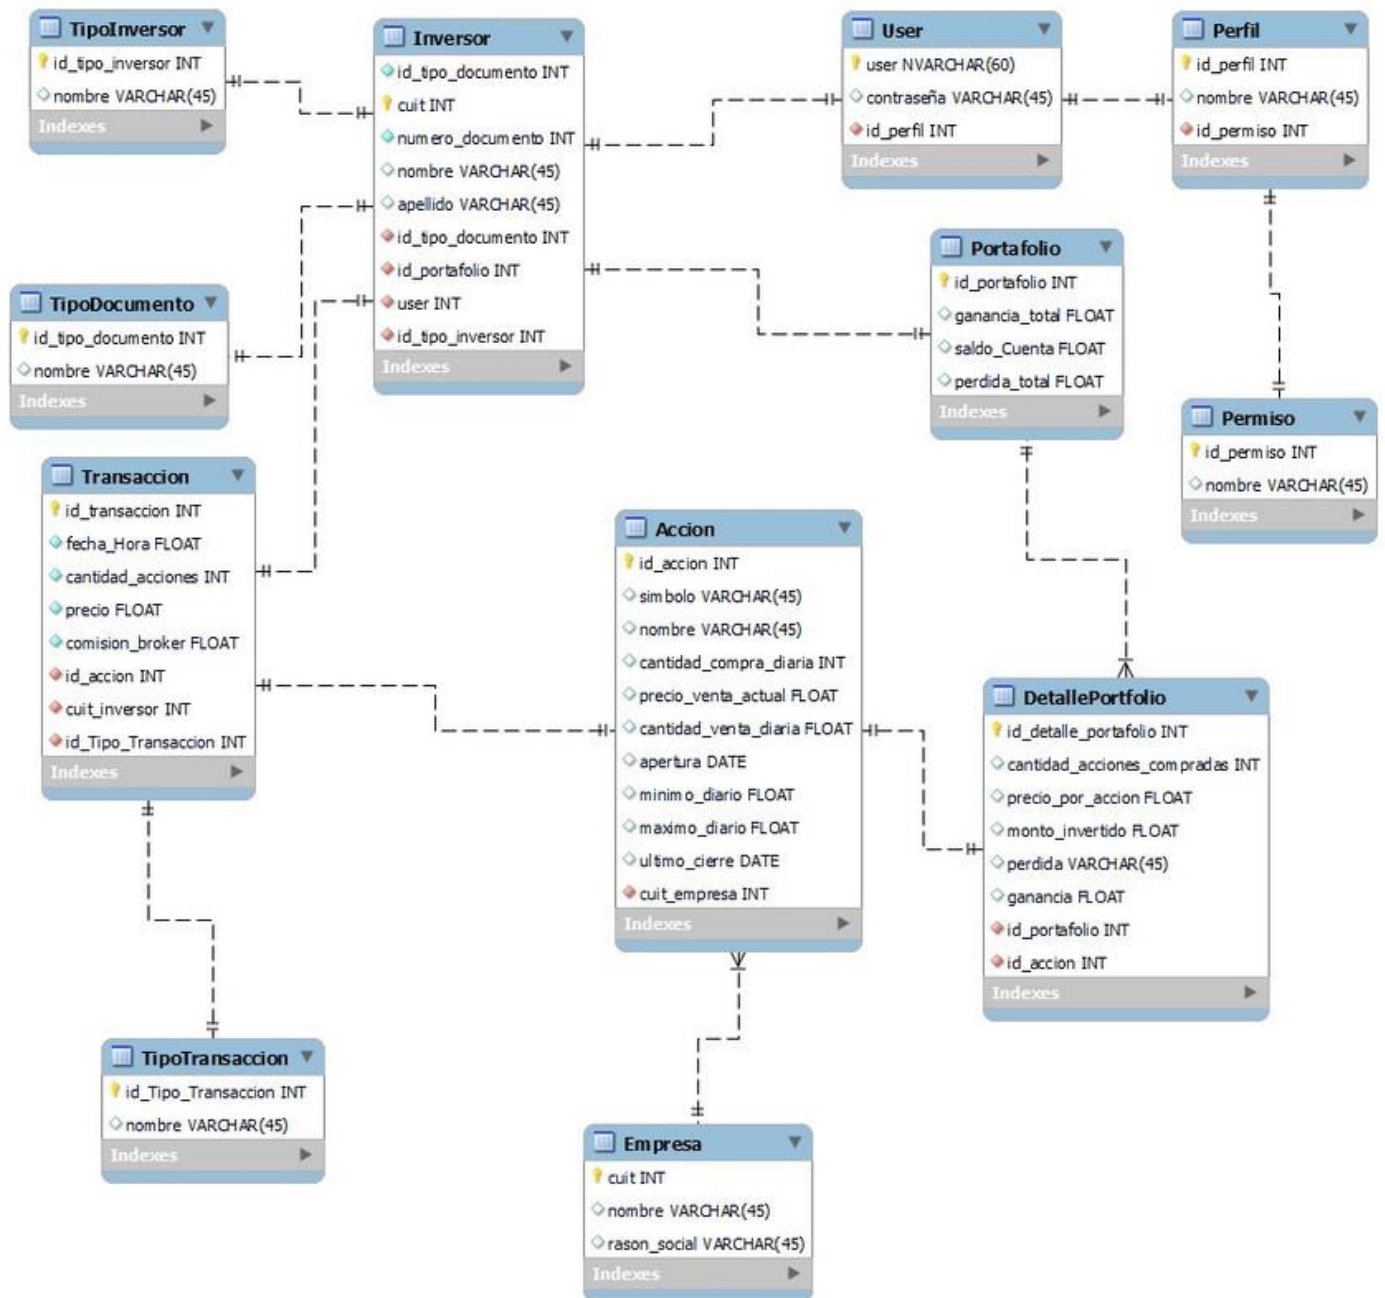 TipoInversor
id_tipo_inversor INT
nombre VARCHAR(45)
Indexes
Inversor
id_tipo_documento INT
cuit INT
numero_documento INT
nombre VARCHAR(45)
apellido VARCHAR(45)
id_tipo_documento INT
id_portafolio INT
user INT
id_tipo_inversor INT
Indexes
User
user NVARCHAR(60)
contraseña VARCHAR(45)
id_perfil INT
Indexes
Perfil
id_perfil INT
nombre VARCHAR(45)
id_permiso INT
Indexes
TipoDocumento
id_tipo_documento INT
nombre VARCHAR(45)
Indexes
Portafolio
id_portafolio INT
ganancia_total FLOAT
saldo_Cuenta FLOAT
perdida_total FLOAT
Indexes
Permiso
id_permiso INT
nombre VARCHAR(45)
Indexes
Transaccion
id_transaccion INT
fecha_Hora FLOAT
cantidad_acciones INT
precio FLOAT
comision_broker FLOAT
id_accion INT
cuit_inversor INT
id_Tipo_Transaccion INT
Indexes
Accion
id_accion INT
simbolo VARCHAR(45)
nombre VARCHAR(45)
cantidad_compra_diaria INT
precio_venta_actual FLOAT
cantidad_venta_diaria FLOAT
apertura DATE
minimo_diario FLOAT
maximo_diario FLOAT
ultimo_cierre DATE
cuit_empresa INT
Indexes
DetallePortfolio
id_detalle_portafolio INT
cantidad_acciones_compradas INT
precio_por_accion FLOAT
monto_invertido FLOAT
perdida VARCHAR(45)
ganancia FLOAT
id_portafolio INT
id_accion INT
Indexes
TipoTransaccion
id_Tipo_Transaccion INT
nombre VARCHAR(45)
Indexes
Empresa
cuit INT
nombre VARCHAR(45)
rason_social VARCHAR(45)
Indexes